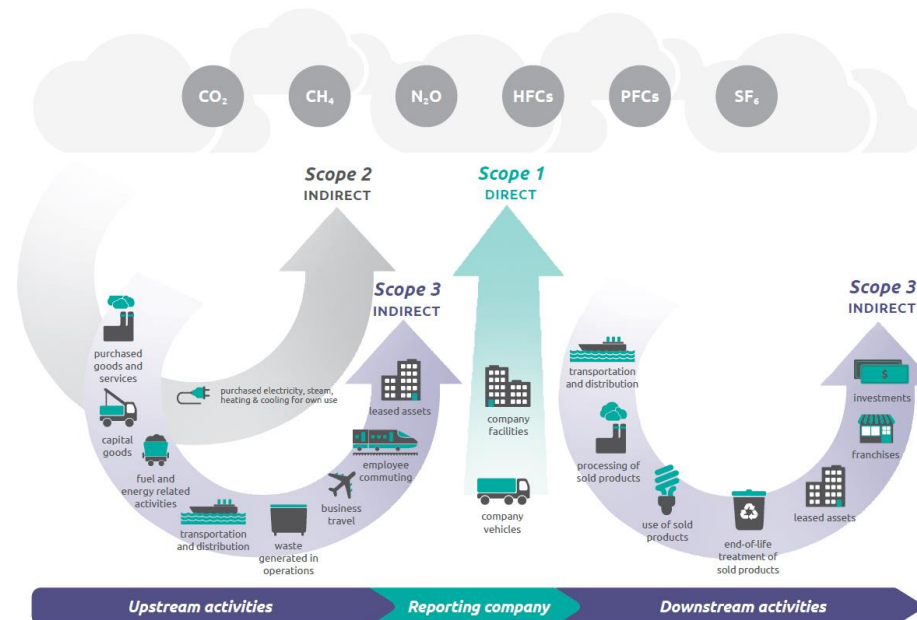 CO₂
CH₄
N₂O
HFCs
PFCs
SF₆
Scope 2
INDIRECT
Scope 1
DIRECT
Scope 3
INDIRECT
Scope 3
INDIRECT
purchased
goods and
services
capital
goods
fuel and
energy related
activities
purchased electricity, steam,
heating & cooling for own use
transportation
and distribution
waste
generated in
operations
business
travel
employee
commuting
leased assets
company
facilities
company
vehicles
transportation
and distribution
processing of
sold products
use of sold
products
end-of-life
treatment of
sold products
leased assets
franchises
$
investments
Upstream activities
Reporting company
Downstream activities